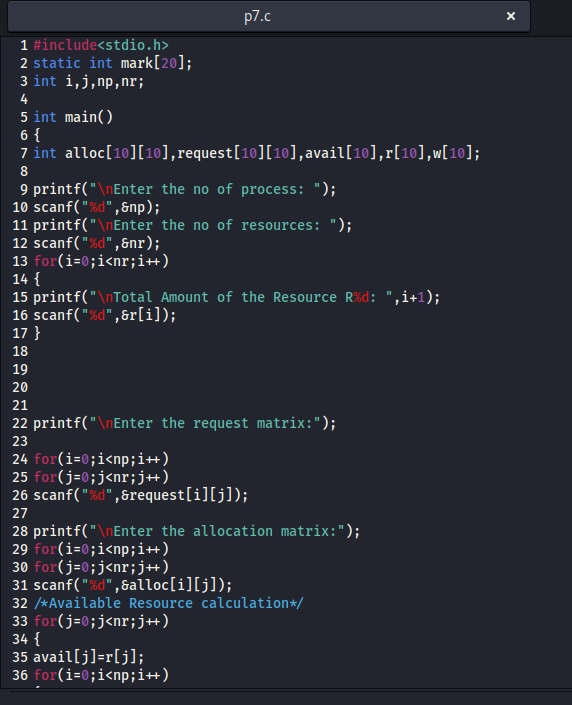 p7.c ×
1 #include<stdio.h>
2 static int mark[20];
3 int i,j,np,nr;
4
5 int main()
6 {
7 int alloc[10][10],request[10][10],avail[10],r[10],w[10];
8
9 printf("\nEnter the no of process: ");
10 scanf("%d",&np);
11 printf("\nEnter the no of resources: ");
12 scanf("%d",&nr);
13 for(i=0;i<nr;i++)
14 {
15 printf("\nTotal Amount of the Resource R%d: ",i+1);
16 scanf("%d",&r[i]);
17 }
18
19
20
21
22 printf("\nEnter the request matrix:");
23
24 for(i=0;i<np;i++)
25 for(j=0;j<nr;j++)
26 scanf("%d",&request[i][j]);
27
28 printf("\nEnter the allocation matrix:");
29 for(i=0;i<np;i++)
30 for(j=0;j<nr;j++)
31 scanf("%d",&alloc[i][j]);
32 /*Available Resource calculation*/
33 for(j=0;j<nr;j++)
34 {
35 avail[j]=r[j];
36 for(i=0;i<np;i++)